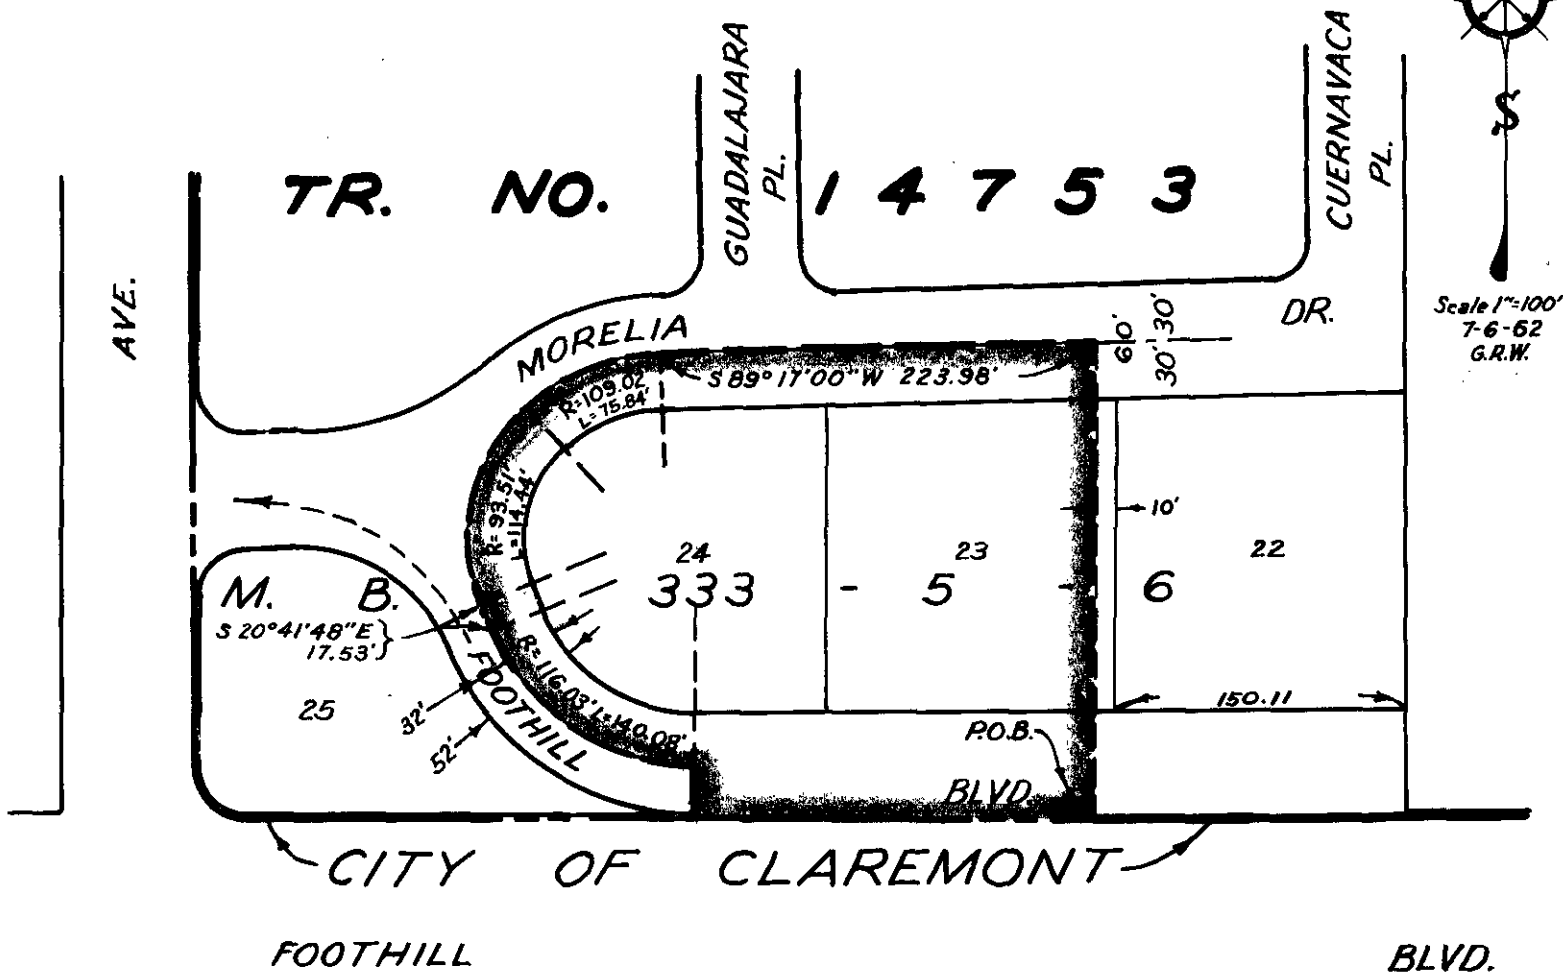 GUADALAJARA
PL.
CUERNAVACA
PL.
S
TR. NO. 14753
Scale 1"=100'
7-6-62
G.R.W.
AVE.
MORELIA
DR.
60'
30'
30'
S 89° 17' 00" W 223.98'
R=109.02'
L=75.84'
R=93.51'
L=114.44'
10'
24
23
22
M. B. 333 - 5 6
S 20°41'48"E
17.53'
R=116.03' L=140.08'
FOOTHILL
25
32'
52'
150.11
P.O.B.
BLVD.
CITY OF CLAREMONT
FOOTHILL BLVD.